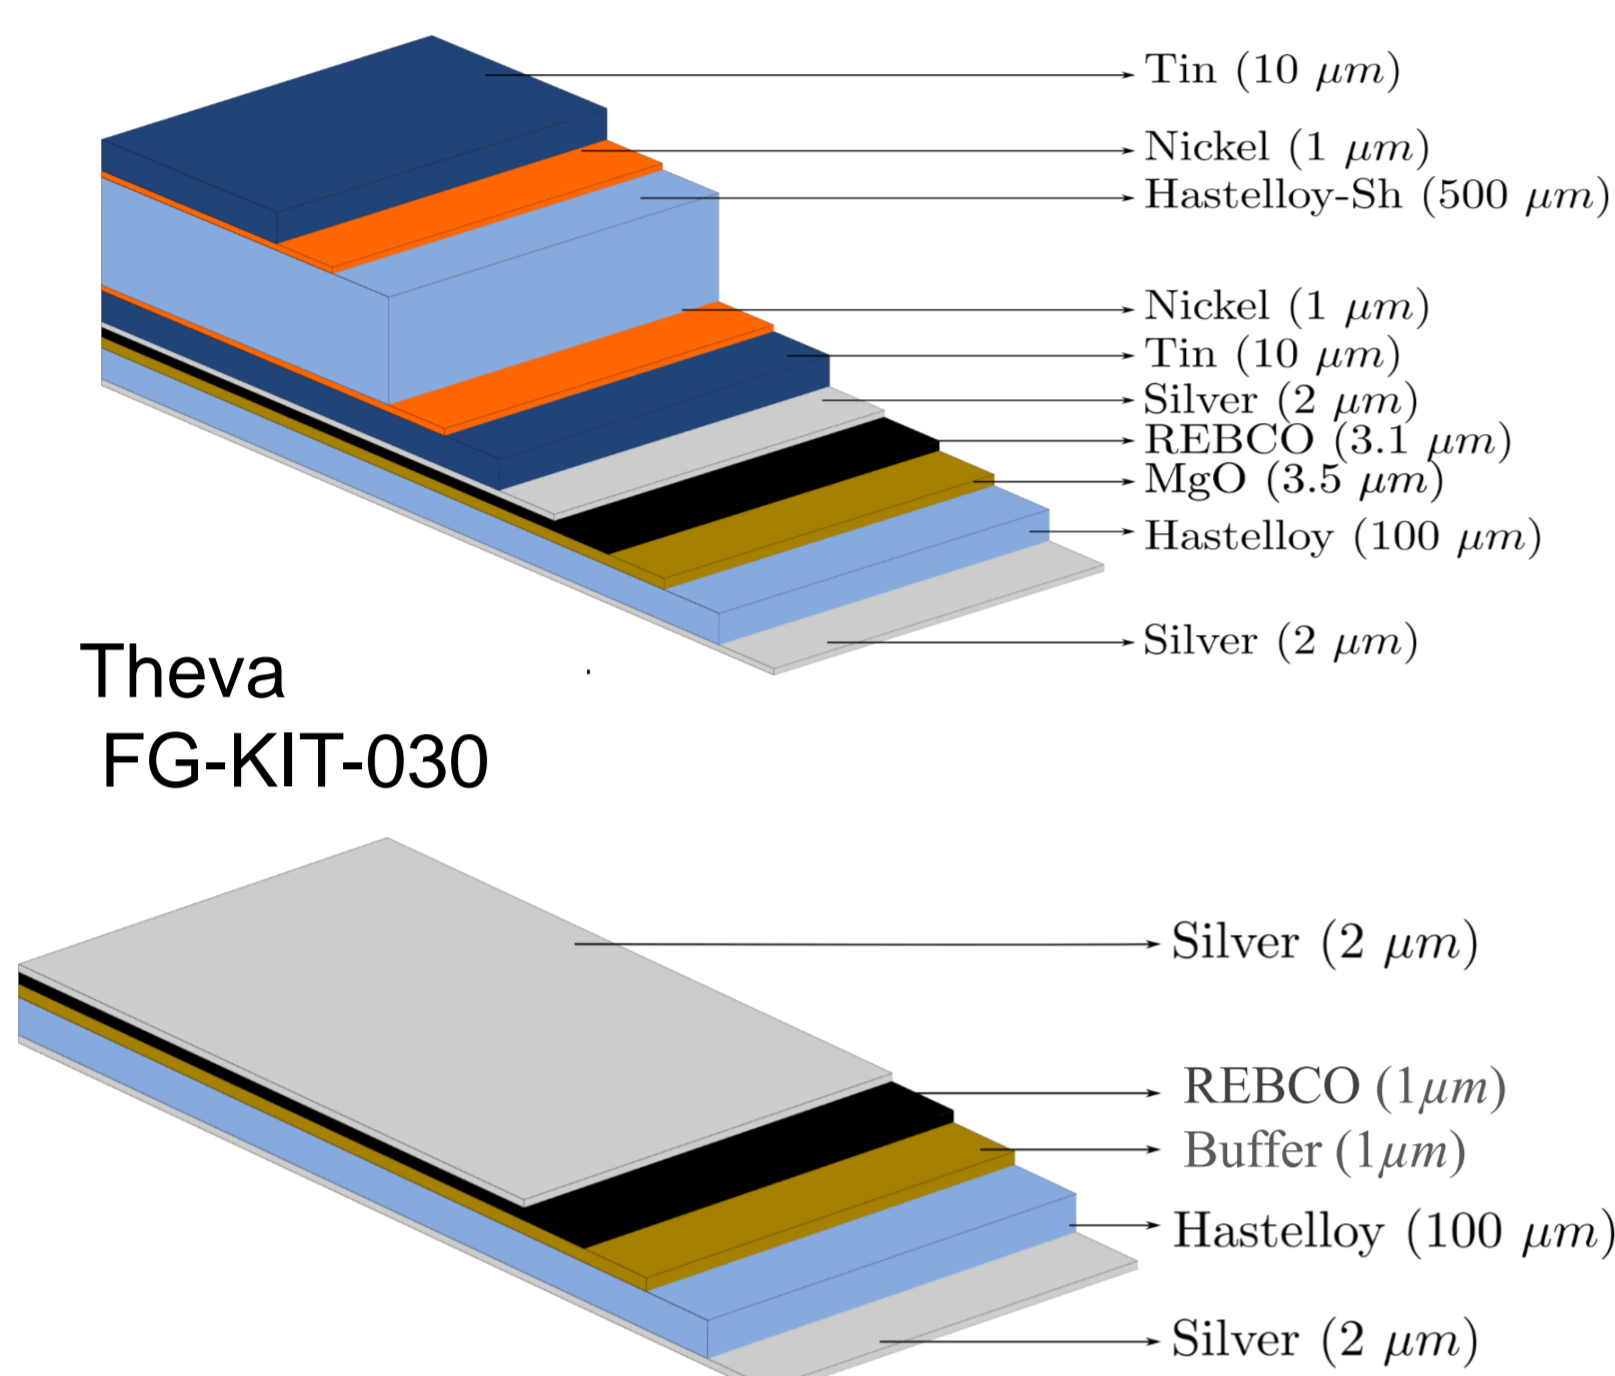 Tin (10 μm)
Nickel (1 μm)
Hastelloy-Sh (500 μm)
Nickel (1 μm)
Tin (10 μm)
Silver (2 μm)
REBCO (3.1 μm)
MgO (3.5 μm)
Hastelloy (100 μm)
Silver (2 μm)
Theva
FG-KIT-030
Silver (2 μm)
REBCO (1μm)
Buffer (1μm)
Hastelloy (100 μm)
Silver (2 μm)